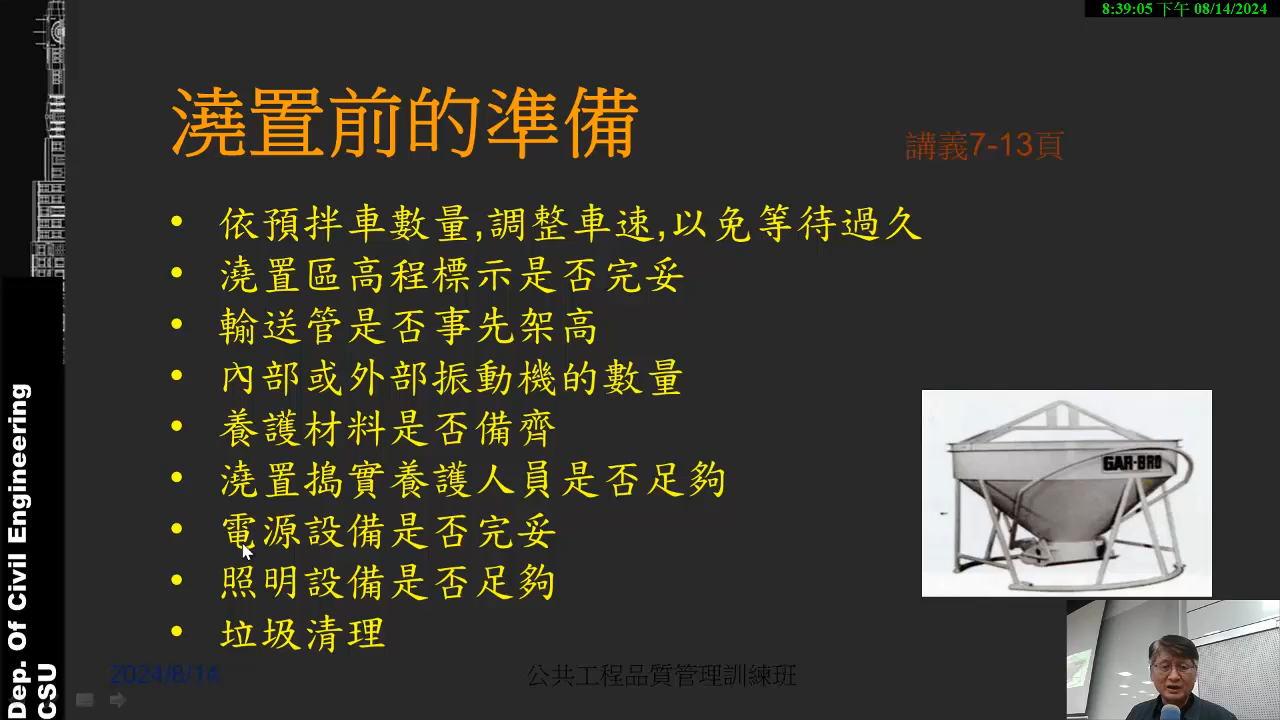 8:39:05 下午 08/14/2024
澆置前的準備
講義7-13頁
• 依預拌車數量,調整車速,以免等待過久
• 澆置區高程標示是否完妥
• 輸送管是否事先架高
• 內部或外部振動機的數量
• 養護材料是否備齊
• 澆置搗實養護人員是否足夠
• 電源設備是否完妥
• 照明設備是否足夠
• 垃圾清理
GAR-BRO
2024/8/14
公共工程品質管理訓練班
Dep. Of Civil Engineering
CSU